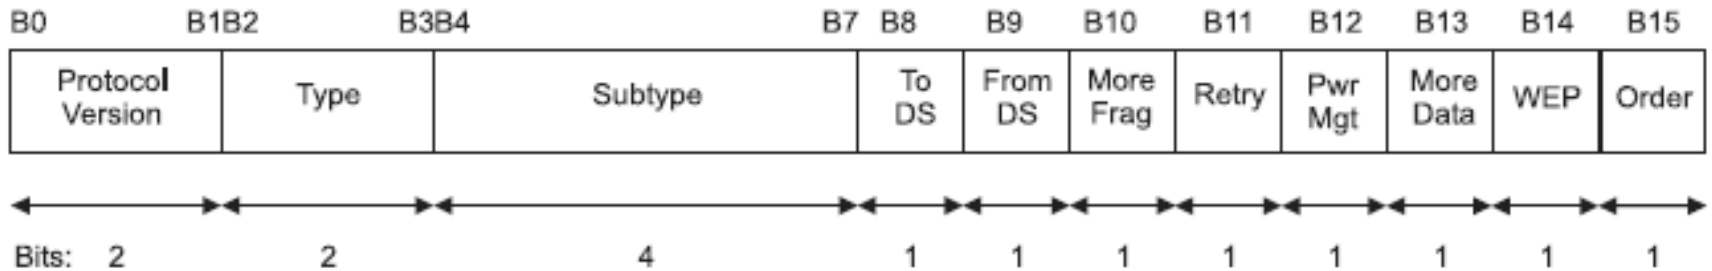 B0 B1B2 B3B4 B7 B8 B9 B10 B11 B12 B13 B14 B15
Protocol Version Type Subtype To DS From DS More Frag Retry Pwr Mgt More Data WEP Order
Bits: 2 2 4 1 1 1 1 1 1 1 1